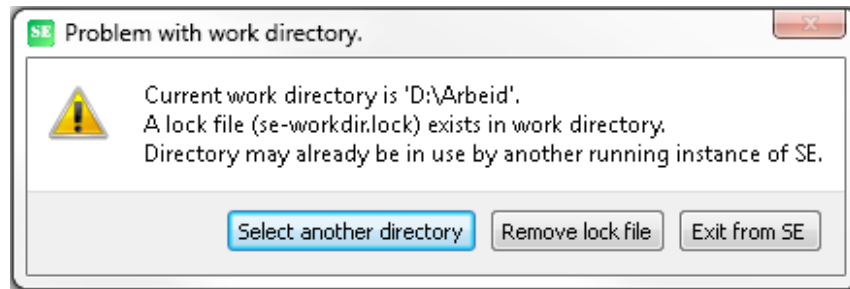 SE Problem with work directory.
Current work directory is 'D:\Arbeid'.
A lock file (se-workdir.lock) exists in work directory.
Directory may already be in use by another running instance of SE.
Select another directory Remove lock file Exit from SE